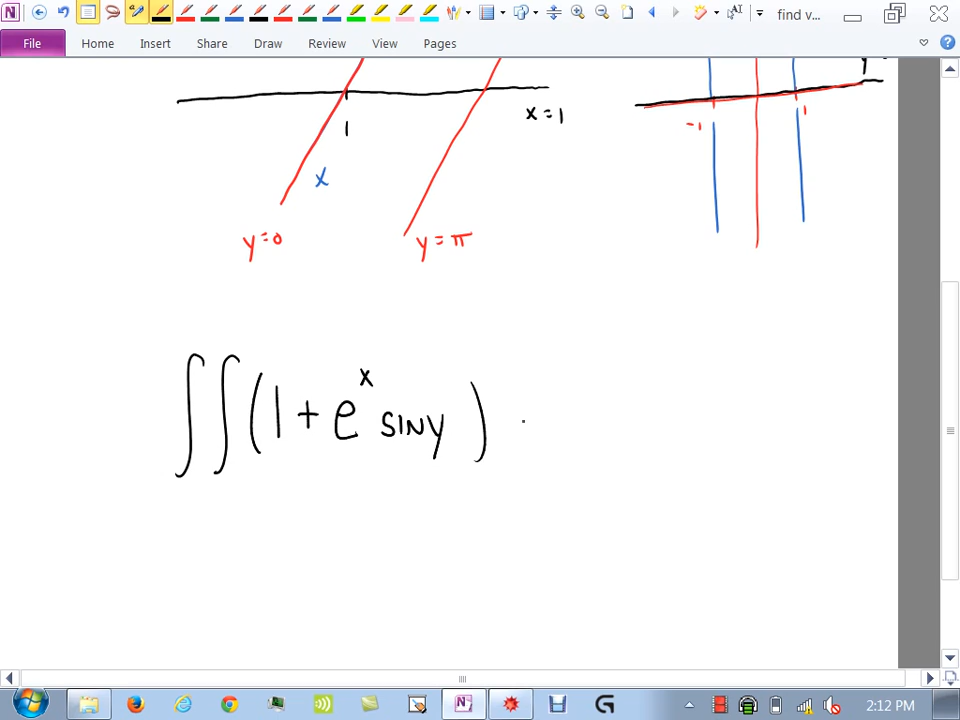 find v...
File Home Insert Share Draw Review View Pages
1
x = 1
x
y=0
y = π
-1
1
∫∫(1 + e^x siny)
2:12 PM